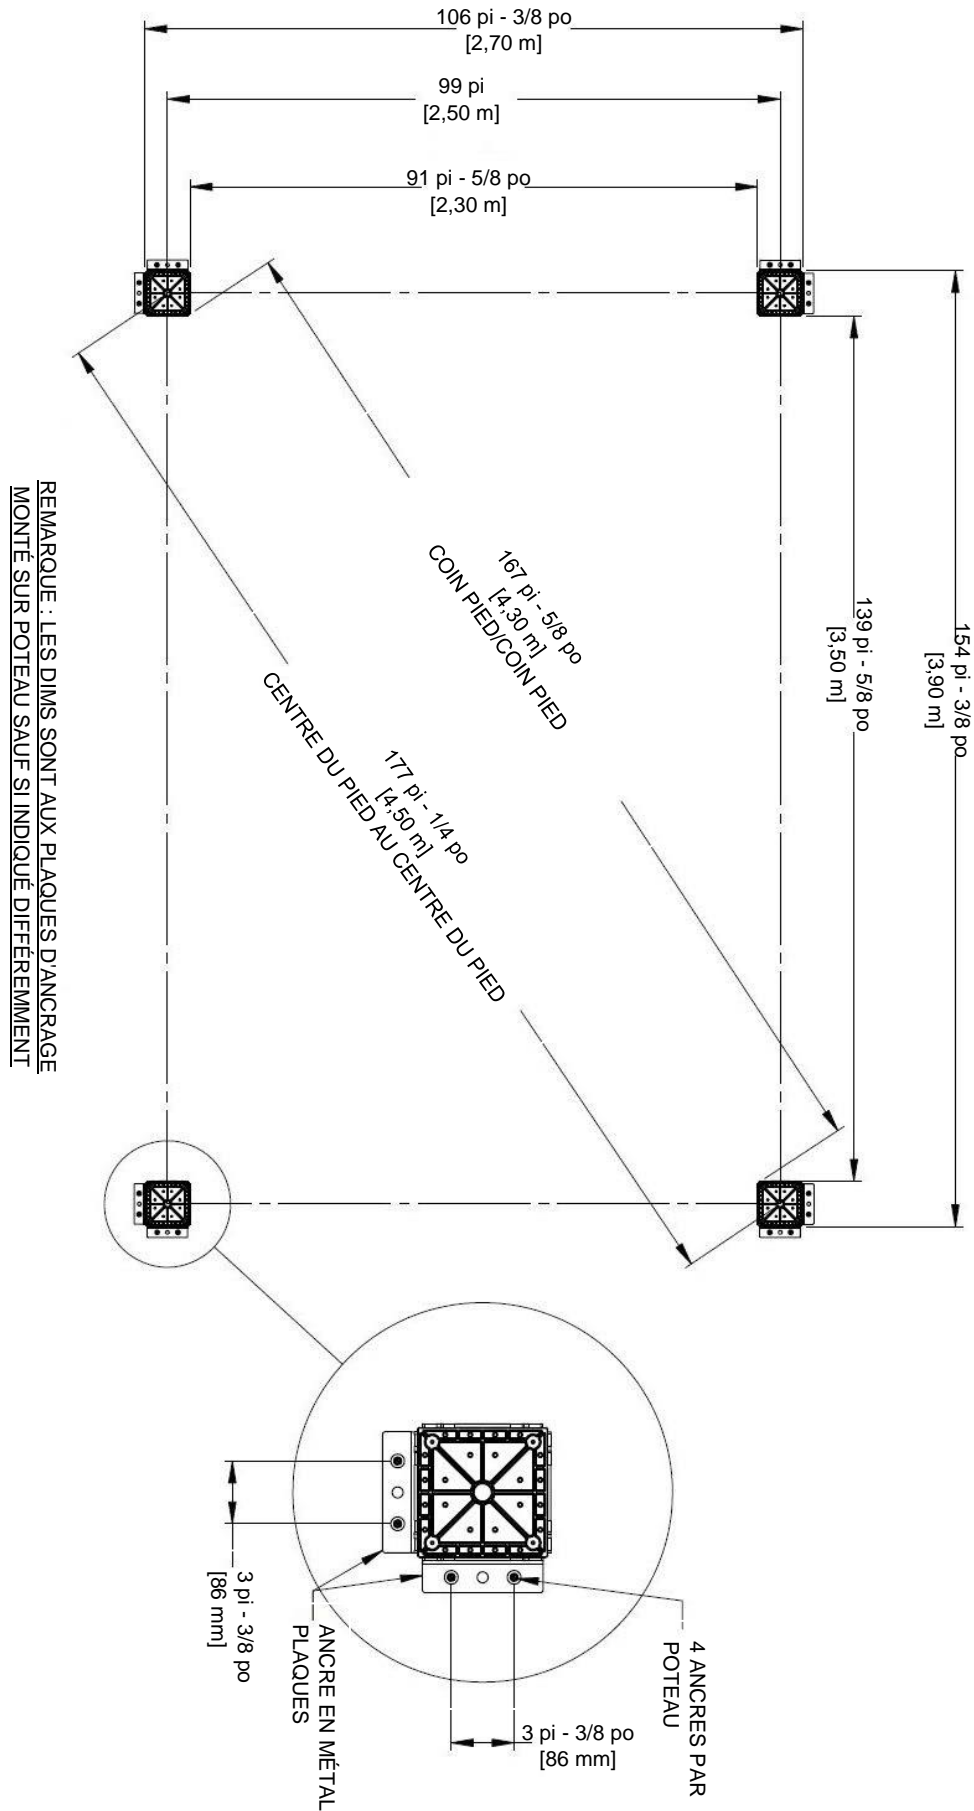 106 pi - 3/8 po
[2,70 m]
99 pi
[2,50 m]
91 pi - 5/8 po
[2,30 m]
154 pi - 3/8 po
[3,90 m]
139 pi - 5/8 po
[3,50 m]
167 pi - 5/8 po
[4,30 m]
COIN PIED/COIN PIED
177 pi - 1/4 po
[4,50 m]
CENTRE DU PIED AU CENTRE DU PIED
REMARQUE : LES DIMS SONT AUX PLAQUES D'ANCRAGE
MONTÉ SUR POTEAU SAUF SI INDIQUÉ DIFFÉREMMENT
3 pi - 3/8 po
[86 mm]
ANCRE EN MÉTAL
PLAQUES
4 ANCRES PAR
POTEAU
3 pi - 3/8 po
[86 mm]